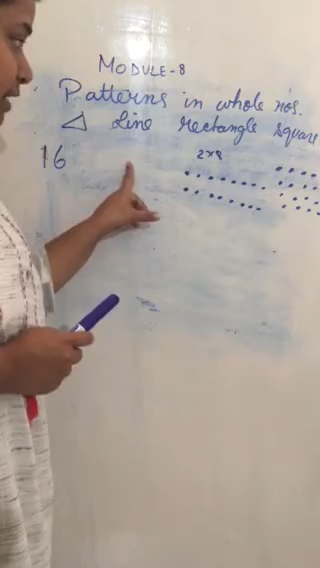 MODULE-8
Patterns in whole nos.
△ Line Rectangle Square
16
2×8